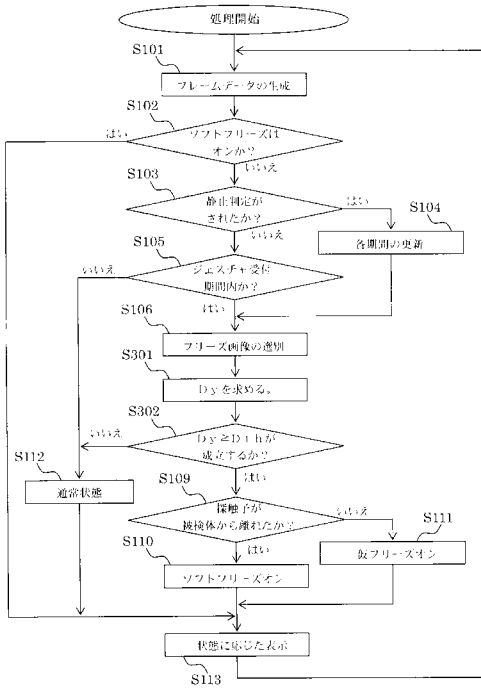 処理開始
S101
フレームデータの生成
S102
はい
ソフトフリーズは
オンか？
いいえ
S103
静止判定が
されたか？
はい
S104
各期間の更新
いいえ
S105
いいえ
ジェスチャ受付
期間内か？
はい
S106
フリーズ画像の選別
S301
Dyを求める。
S302
いいえ
Dy≧Dthが
成立するか？
はい
S112
通常状態
S109
探触子が
被検体から離れたか？
いいえ
S111
仮フリーズオン
はい
S110
ソフトフリーズオン
状態に応じた表示
S113